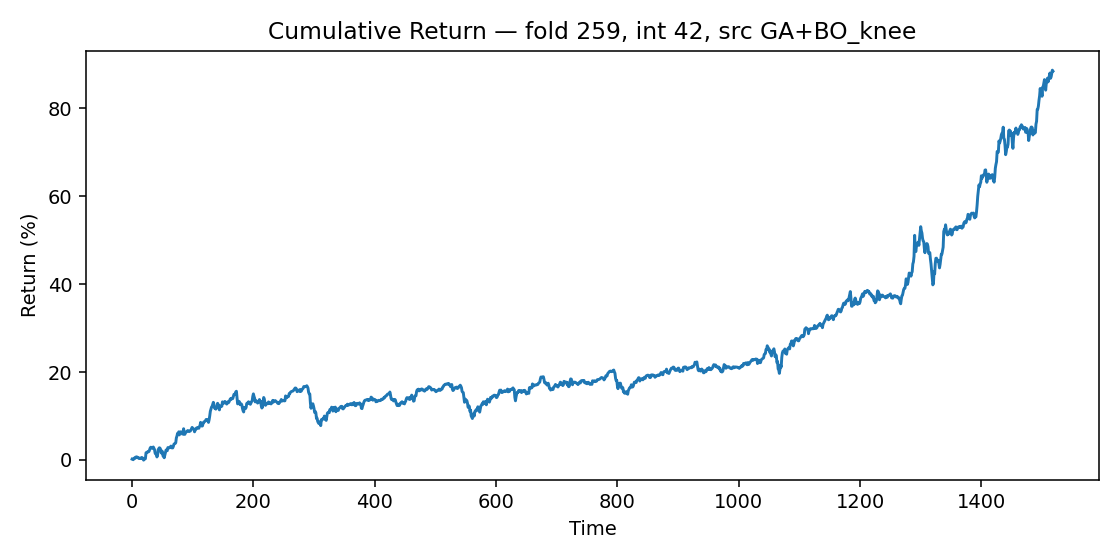 Cumulative Return — fold 259, int 42, src GA+BO_knee
Return (%)
80
60
40
20
0
0 200 400 600 800 1000 1200 1400
Time